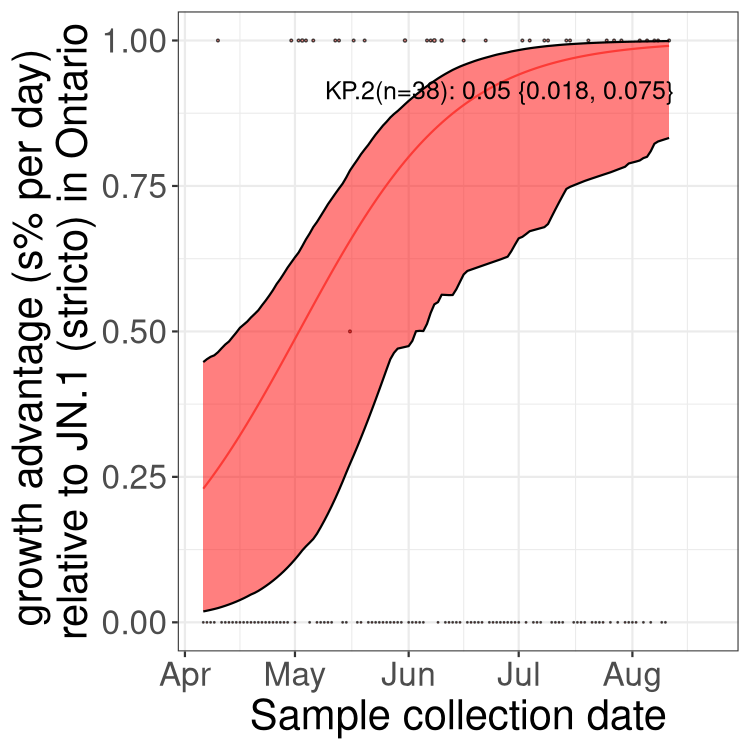 growth advantage (s% per day)
relative to JN.1 (stricto) in Ontario
1.00
0.75
0.50
0.25
0.00
KP.2(n=38): 0.05 {0.018, 0.075}
Apr May Jun Jul Aug
Sample collection date